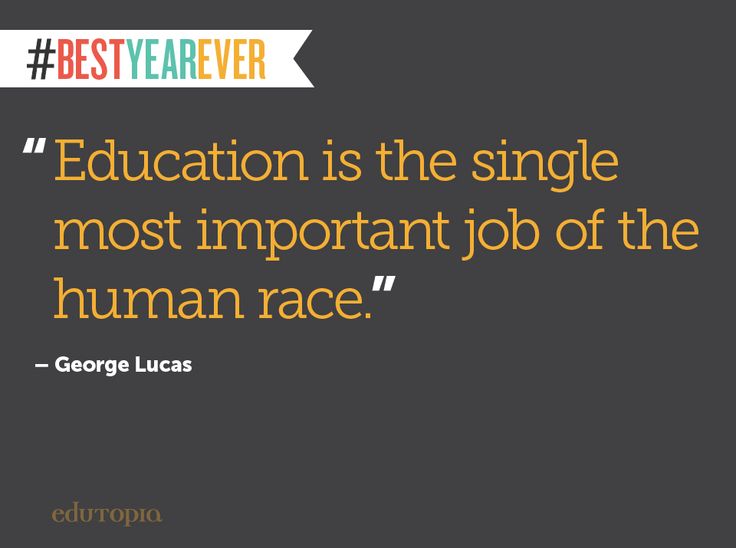 #BESTYEAREVER
"Education is the single
most important job of the
human race."
– George Lucas
edutopia